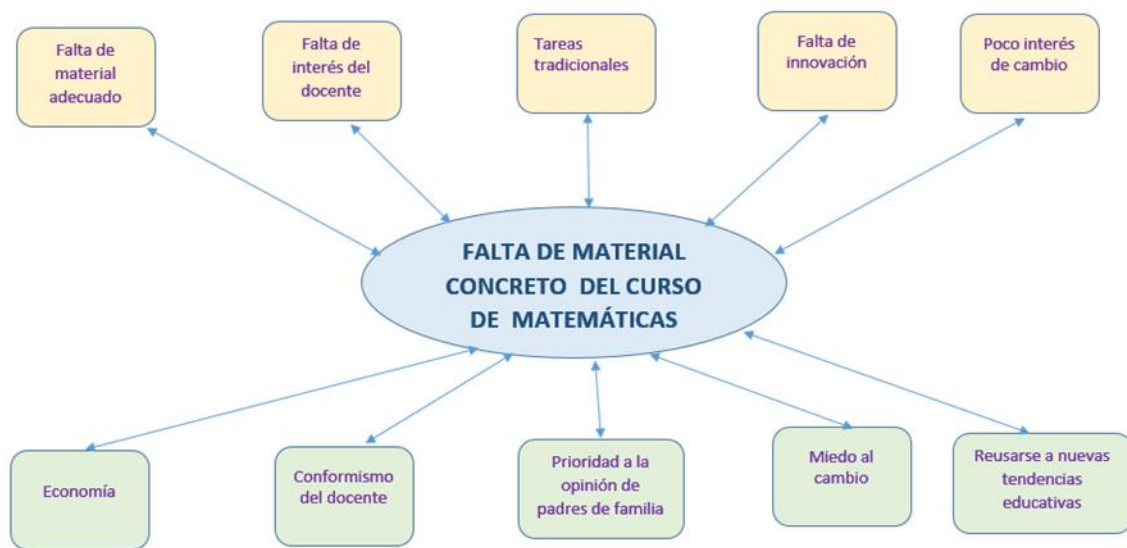 Falta de
material
adecuado
Falta de
interés del
docente
Tareas
tradicionales
Falta de
innovación
Poco interés
de cambio
FALTA DE MATERIAL
CONCRETO DEL CURSO
DE MATEMÁTICAS
Economía
Conformismo
del docente
Prioridad a la
opinión de
padres de familia
Miedo al
cambio
Reusarse a nuevas
tendencias
educativas